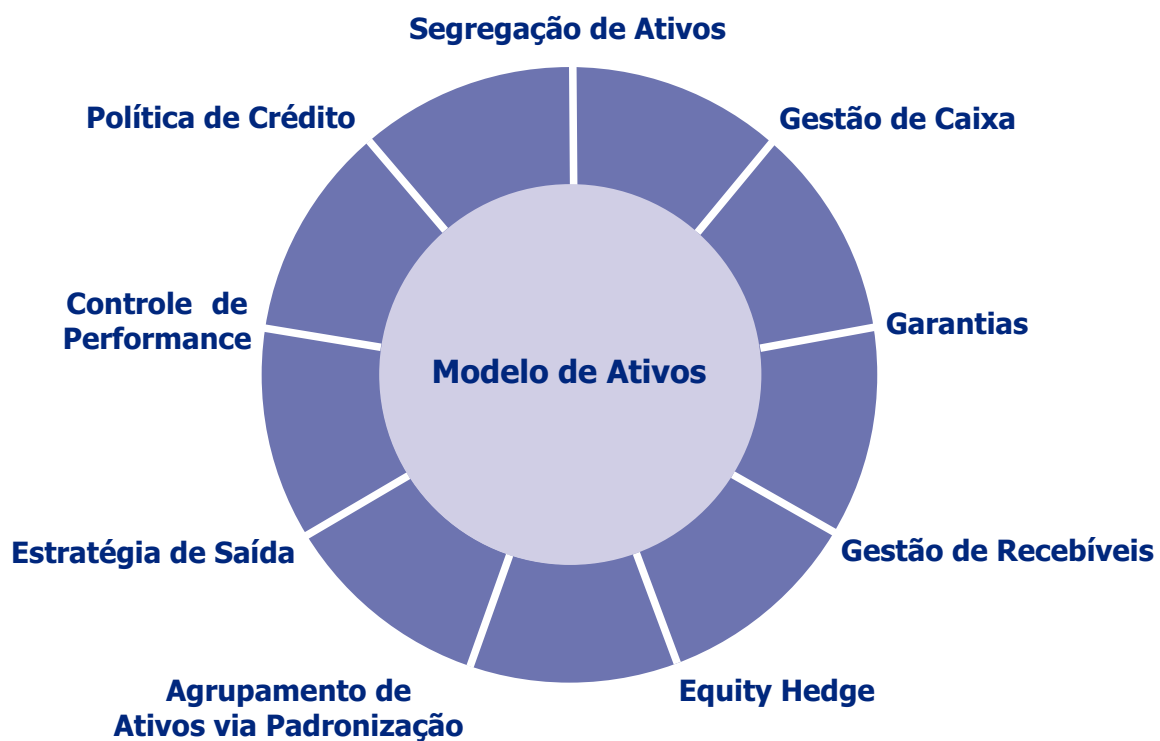 Segregação de Ativos
Política de Crédito
Gestão de Caixa
Controle de
Performance
Garantias
Modelo de Ativos
Estratégia de Saída
Gestão de Recebíveis
Agrupamento de
Ativos via Padronização
Equity Hedge